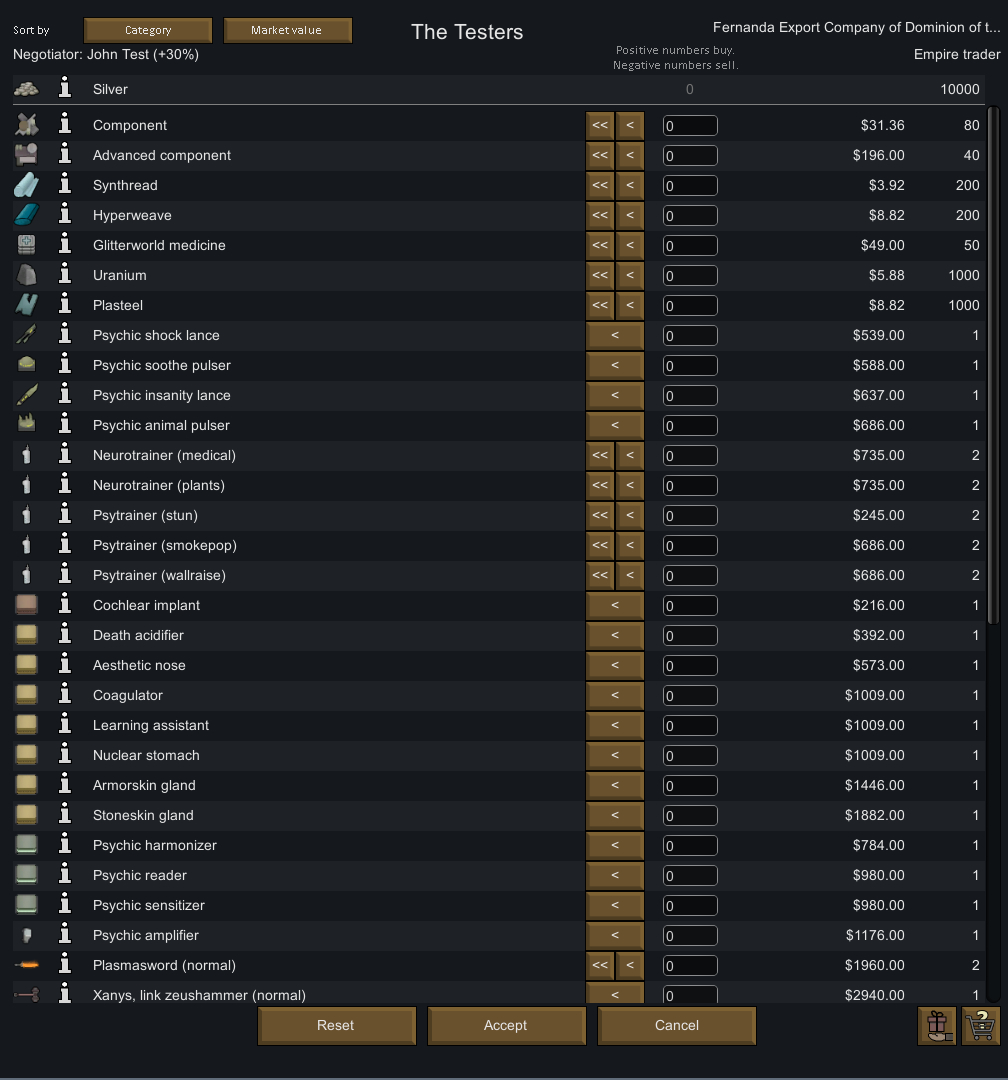 Sort by Category Market value The Testers Fernanda Export Company of Dominion of t...
Negotiator: John Test (+30%) Positive numbers buy. Empire trader
Negative numbers sell.
Silver 0 10000
Component << < 0 $31.36 80
Advanced component << < 0 $196.00 40
Synthread << < 0 $3.92 200
Hyperweave << < 0 $8.82 200
Glitterworld medicine << < 0 $49.00 50
Uranium << < 0 $5.88 1000
Plasteel << < 0 $8.82 1000
Psychic shock lance < 0 $539.00 1
Psychic soothe pulser < 0 $588.00 1
Psychic insanity lance < 0 $637.00 1
Psychic animal pulser < 0 $686.00 1
Neurotrainer (medical) << < 0 $735.00 2
Neurotrainer (plants) << < 0 $735.00 2
Psytrainer (stun) << < 0 $245.00 2
Psytrainer (smokepop) << < 0 $686.00 2
Psytrainer (wallraise) << < 0 $686.00 2
Cochlear implant < 0 $216.00 1
Death acidifier < 0 $392.00 1
Aesthetic nose < 0 $573.00 1
Coagulator < 0 $1009.00 1
Learning assistant < 0 $1009.00 1
Nuclear stomach < 0 $1009.00 1
Armorskin gland < 0 $1446.00 1
Stoneskin gland < 0 $1882.00 1
Psychic harmonizer < 0 $784.00 1
Psychic reader < 0 $980.00 1
Psychic sensitizer < 0 $980.00 1
Psychic amplifier < 0 $1176.00 1
Plasmasword (normal) << < 0 $1960.00 2
Xanys, link zeushammer (normal) < 0 $2940.00 1
Reset Accept Cancel